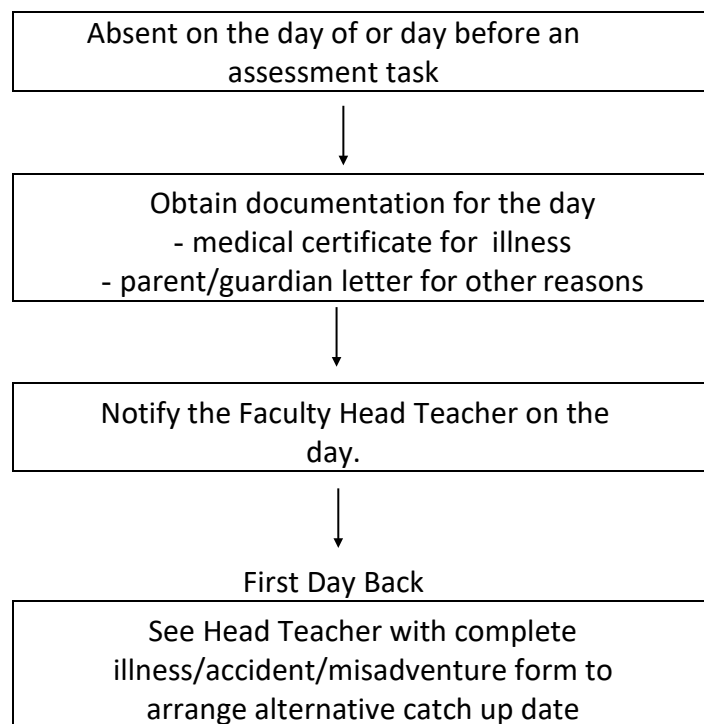 Absent on the day of or day before an
assessment task
Obtain documentation for the day
- medical certificate for illness
- parent/guardian letter for other reasons
Notify the Faculty Head Teacher on the
day.
First Day Back
See Head Teacher with complete
illness/accident/misadventure form to
arrange alternative catch up date